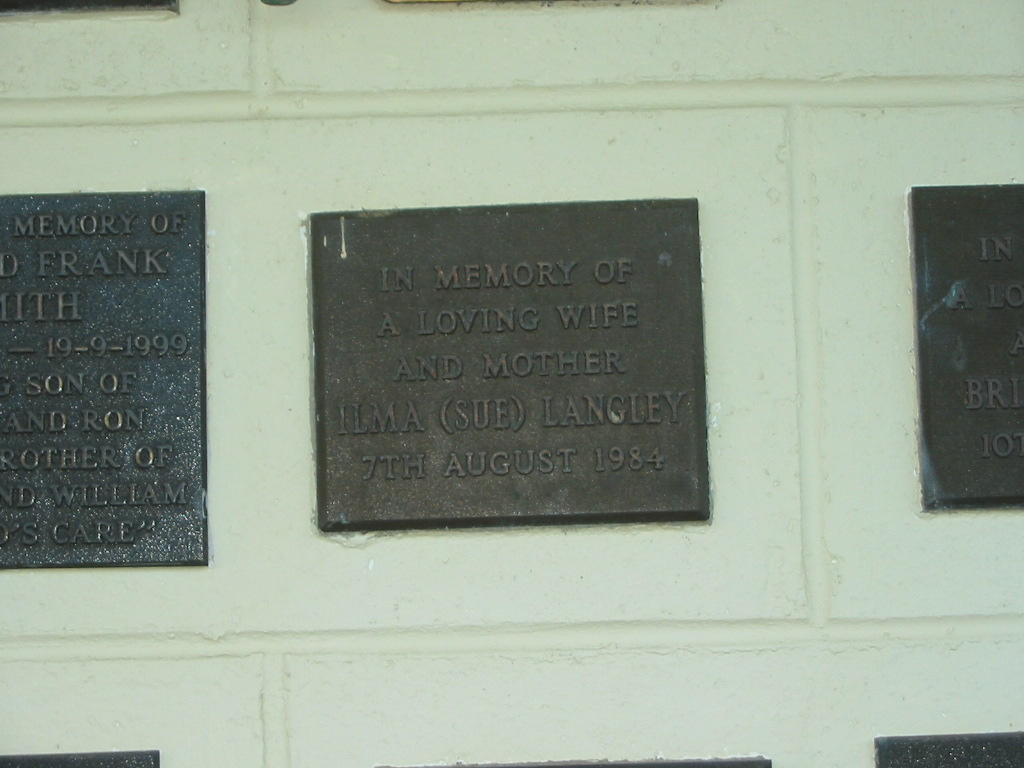 MEMORY OF
D FRANK
MITH
— 19-9-1999
G SON OF
AND RON
ROTHER OF
ND WILLIAM
D'S CARE"
IN MEMORY OF
A LOVING WIFE
AND MOTHER
ILMA (SUE) LANGLEY
7TH AUGUST 1984
IN
A LO
A
BRI
10T